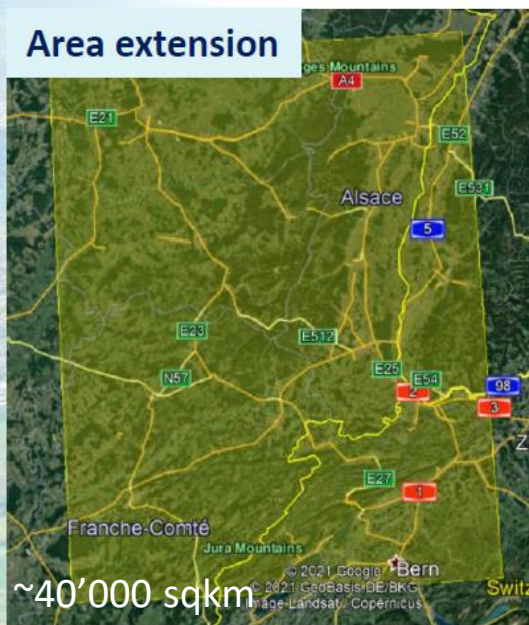 Area extension
ges Mountains
A4
E21
E52
E531
Alsace
5
E23
E512
N57
E25
E54
98
2
3
Z
E27
1
Franche-Comté
Jura Mountains
Bern
© 2021 Google
~40'000 sqkm
© 2021 GeoBasis-DE/BKG
Switz
Image Landsat / Copernicus